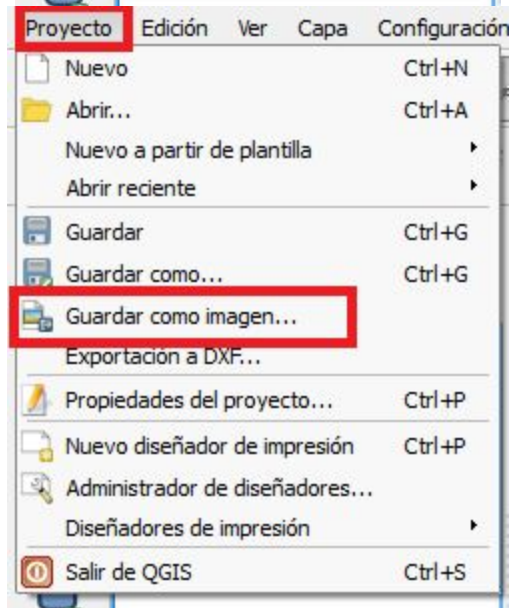 Proyecto Edición Ver Capa Configuración
Nuevo Ctrl+N
Abrir... Ctrl+A
Nuevo a partir de plantilla
Abrir reciente
Guardar Ctrl+G
Guardar como... Ctrl+G
Guardar como imagen...
Exportación a DXF...
Propiedades del proyecto... Ctrl+P
Nuevo diseñador de impresión Ctrl+P
Administrador de diseñadores...
Diseñadores de impresión
Salir de QGIS Ctrl+S